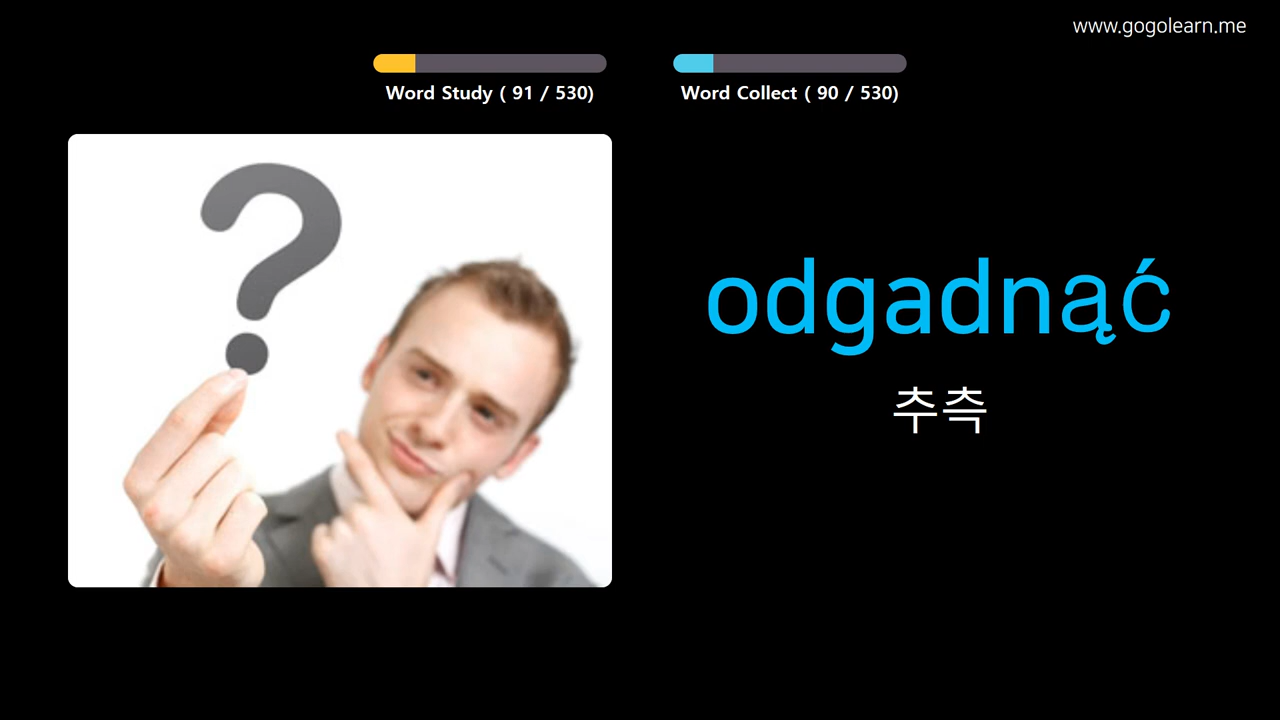 www.gogolearn.me
Word Study ( 91 / 530)
Word Collect ( 90 / 530)
?
odgadnąć
추측